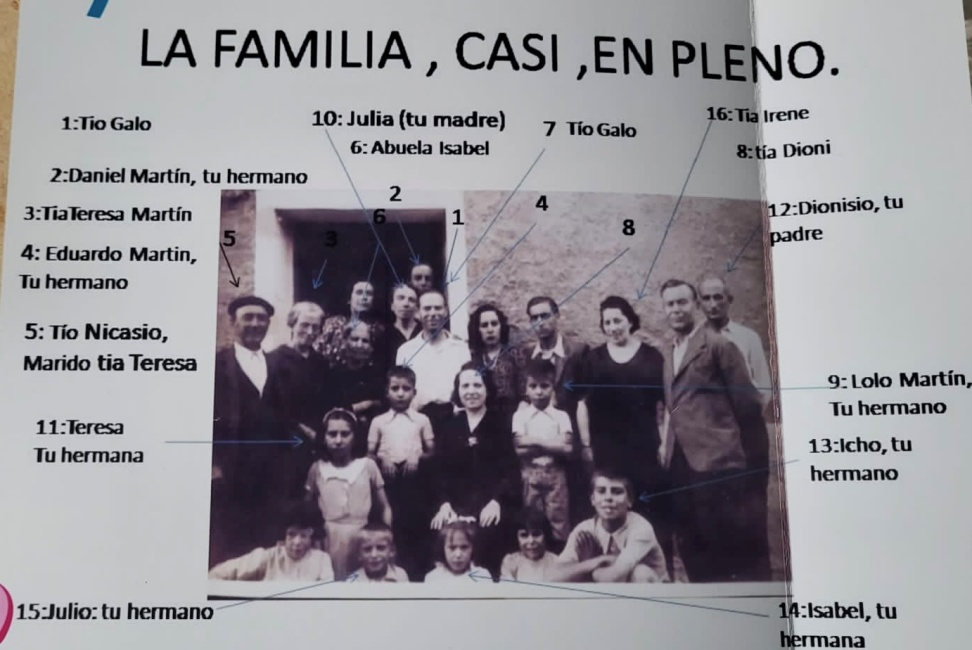 LA FAMILIA , CASI ,EN PLENO.
1:Tio Galo
10: Julia (tu madre)
6: Abuela Isabel
7 Tío Galo
16: Tia Irene
8:tía Dioni
2:Daniel Martín, tu hermano
3:TiaTeresa Martín
4: Eduardo Martin,
Tu hermano
5: Tío Nicasio,
Marido tia Teresa
11:Teresa
Tu hermana
2
6
1
4
8
5
3
12:Dionisio, tu
padre
9: Lolo Martín,
Tu hermano
13:Icho, tu
hermano
15:Julio: tu hermano
14:Isabel, tu
hermana